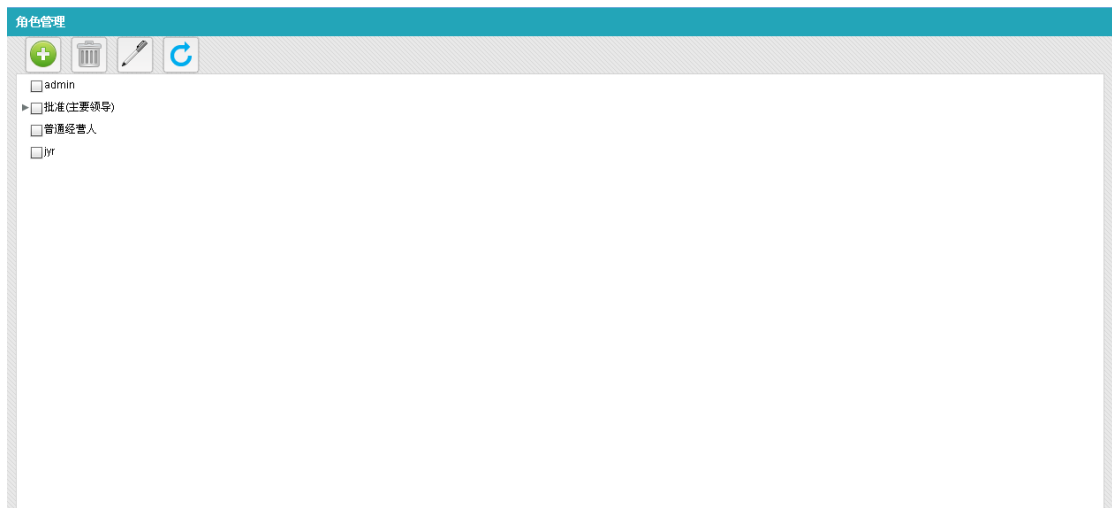 角色管理
admin
批准(主要领导)
普通经营人
jyr